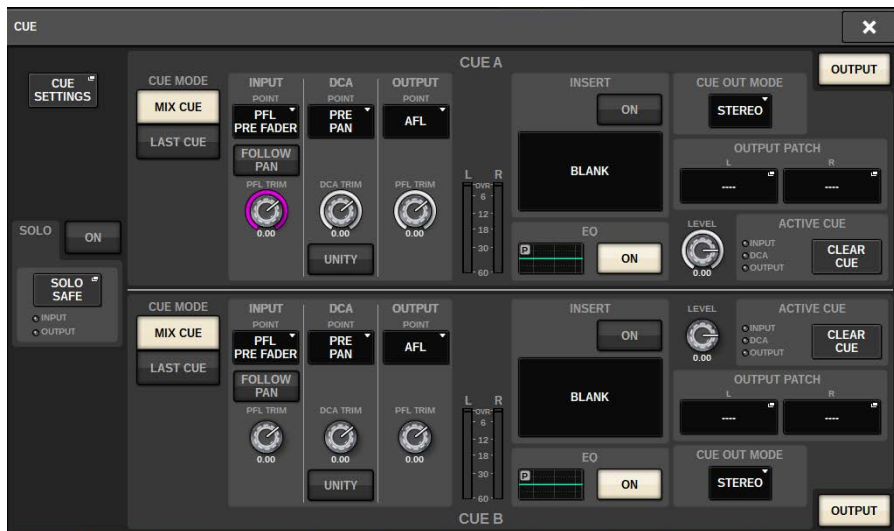 CUE
CUE A
OUTPUT
CUE
SETTINGS
CUE MODE
MIX CUE
LAST CUE
INPUT
POINT
PFL
PRE FADER
FOLLOW
PAN
PFL TRIM
0.00
DCA
POINT
PRE
PAN
DCA TRIM
0.00
UNITY
OUTPUT
POINT
AFL
PFL TRIM
0.00
L R
OVR
6
12
18
30
60
INSERT
ON
BLANK
EQ
P
ON
CUE OUT MODE
STEREO
OUTPUT PATCH
L R
---- ----
LEVEL
0.00
ACTIVE CUE
INPUT
DCA
OUTPUT
CLEAR
CUE
SOLO
ON
SOLO
SAFE
INPUT
OUTPUT
CUE MODE
MIX CUE
LAST CUE
INPUT
POINT
PFL
PRE FADER
FOLLOW
PAN
PFL TRIM
0.00
DCA
POINT
PRE
PAN
DCA TRIM
0.00
UNITY
OUTPUT
POINT
AFL
PFL TRIM
0.00
L R
OVR
6
12
18
30
60
INSERT
ON
BLANK
EQ
P
ON
LEVEL
0.00
ACTIVE CUE
INPUT
DCA
OUTPUT
CLEAR
CUE
OUTPUT PATCH
L R
---- ----
CUE OUT MODE
STEREO
OUTPUT
CUE B